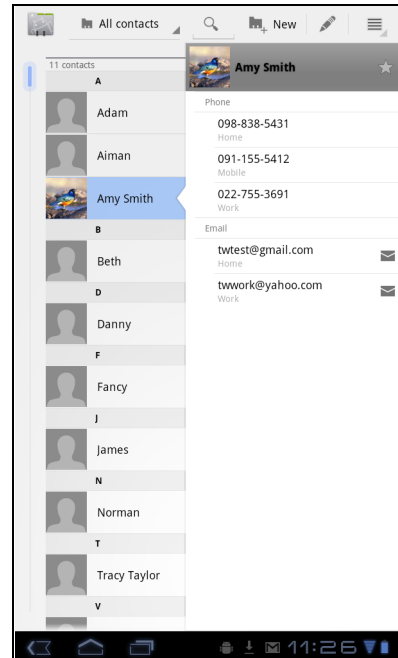 All contacts
New
11 contacts
A
Adam
Aiman
Amy Smith
B
Beth
D
Danny
F
Fancy
J
James
N
Norman
T
Tracy Taylor
V
Amy Smith
Phone
098-838-5431
Home
091-155-5412
Mobile
022-755-3691
Work
Email
twtest@gmail.com
Home
twwork@yahoo.com
Work
11:26